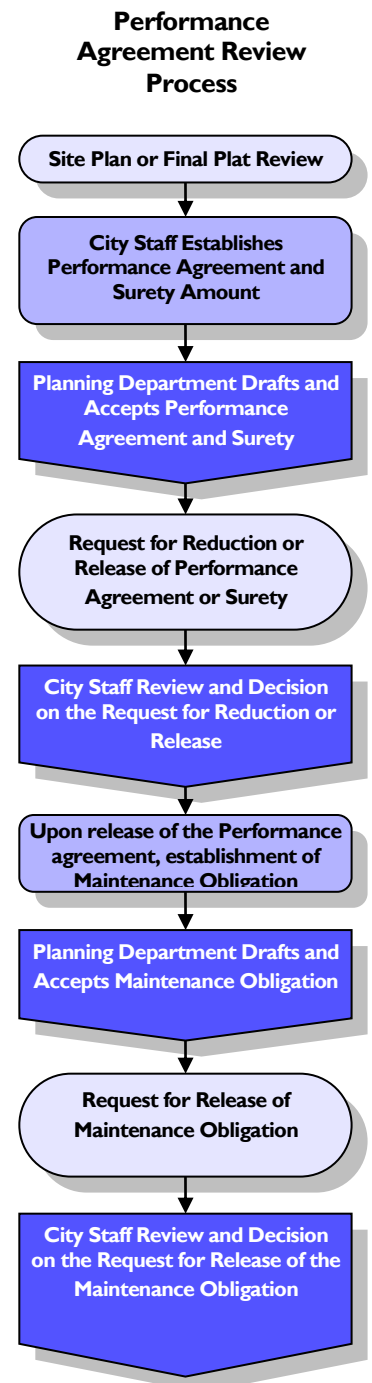 Performance
Agreement Review
Process
Site Plan or Final Plat Review
City Staff Establishes
Performance Agreement and
Surety Amount
Planning Department Drafts and
Accepts Performance
Agreement and Surety
Request for Reduction or
Release of Performance
Agreement or Surety
City Staff Review and Decision
on the Request for Reduction or
Release
Upon release of the Performance
agreement, establishment of
Maintenance Obligation
Planning Department Drafts and
Accepts Maintenance Obligation
Request for Release of
Maintenance Obligation
City Staff Review and Decision
on the Request for Release of the
Maintenance Obligation